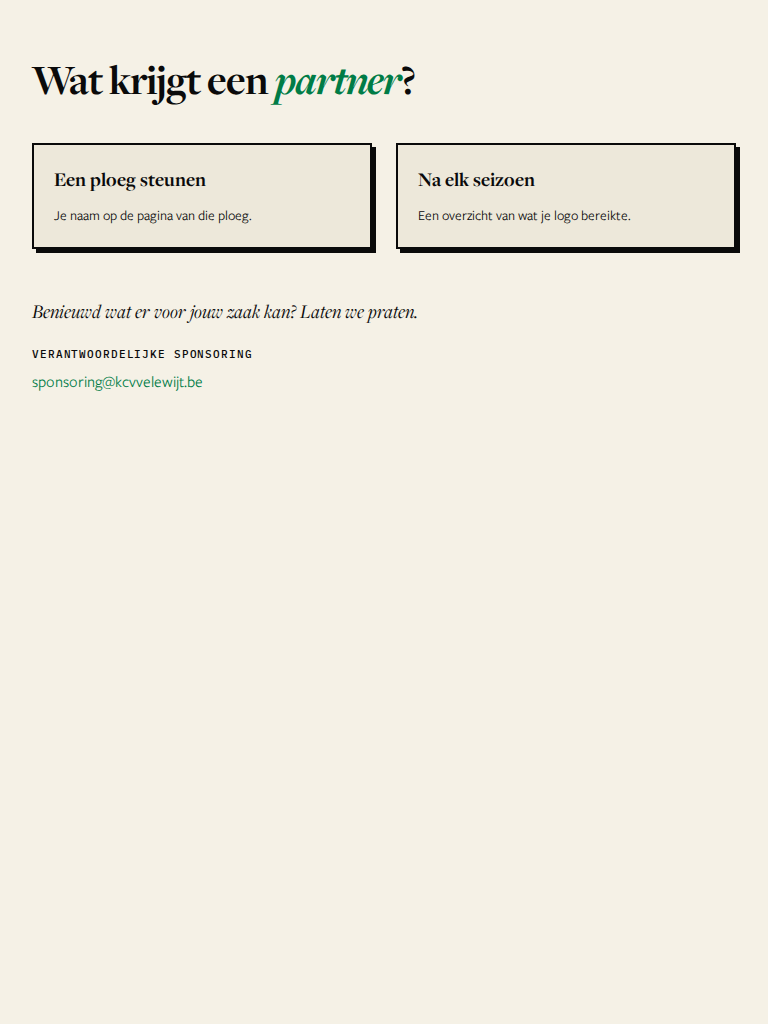 Wat krijgt een partner?
Een ploeg steunen
Je naam op de pagina van die ploeg.
Na elk seizoen
Een overzicht van wat je logo bereikte.
Benieuwd wat er voor jouw zaak kan? Laten we praten.
VERANTWOORDELIJKE SPONSORING
sponsoring@kcvvelewijt.be